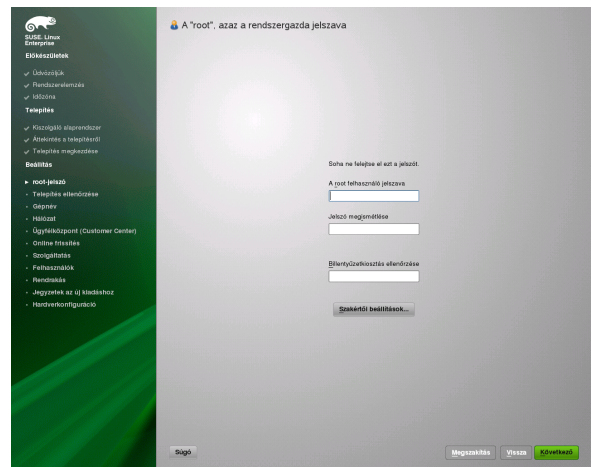 SUSE. Linux
Enterprise
Előkészületek
Üdvözöljük
Rendszerelemzés
Időzóna
Telepítés
Kiszolgáló alaprendszer
Áttekintés a telepítésről
Telepítés megkezdése
Beállítás
root-jelszó
Telepítés ellenőrzése
Gépnév
Hálózat
Ügyfélközpont (Customer Center)
Online frissítés
Szolgáltatás
Felhasználók
Rendrakás
Jegyzetek az új kiadáshoz
Hardverkonfiguráció
A "root", azaz a rendszergazda jelszava
Soha ne felejtse el ezt a jelszót.
A root felhasználó jelszava
Jelszó megismétlése
Billentyűzetkiosztás ellenőrzése
Szakértői beállítások...
Súgó
Megszakítás
Vissza
Következő